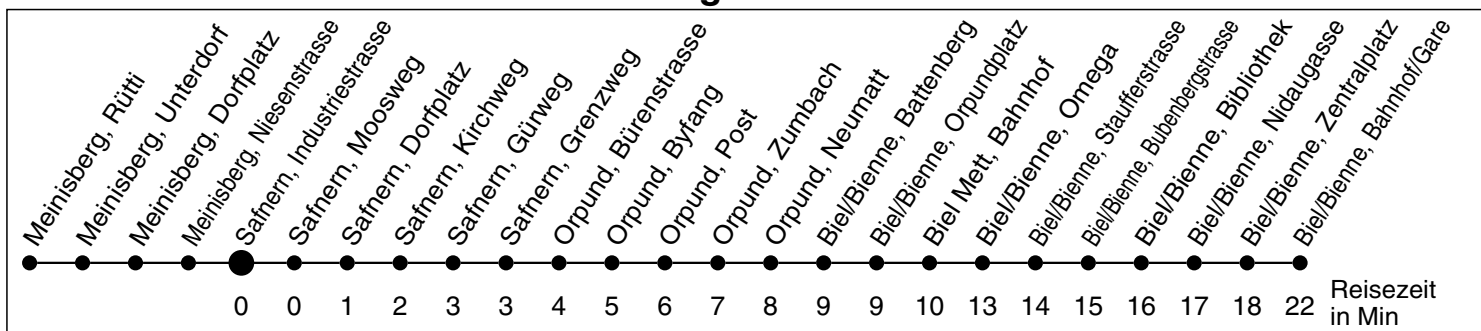 Meinisberg, Rütti
Meinisberg, Unterdorf
Meinisberg, Dorfplatz
Meinisberg, Niesenstrasse
Safnern, Industriestrasse
Safnern, Moosweg
Safnern, Dorfplatz
Safnern, Kirchweg
Safnern, Gürweg
Safnern, Grenzweg
Orpund, Bürenstrasse
Orpund, Byfang
Orpund, Post
Orpund, Zumbach
Orpund, Neumatt
Biel/Bienne, Battenberg
Biel/Bienne, Orpundplatz
Biel Mett, Bahnhof
Biel/Bienne, Omega
Biel/Bienne, Stauffferstrasse
Biel/Bienne, Bubenbergstrasse
Biel/Bienne, Bibliothek
Biel/Bienne, Nidaugasse
Biel/Bienne, Zentralplatz
Biel/Bienne, Bahnhof/Gare
0 0 1 2 3 3 4 5 6 7 8 9 9 10 13 14 15 16 17 18 22 Reisezeit
in Min